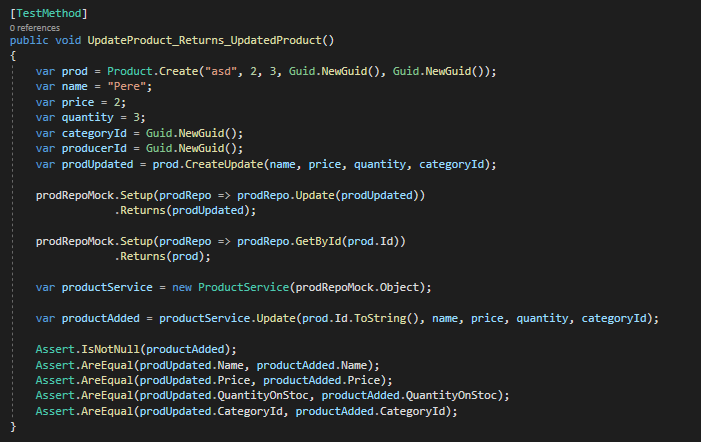 [TestMethod]
0 references
public void UpdateProduct_Returns_UpdatedProduct()
{
var prod = Product.Create("asd", 2, 3, Guid.NewGuid(), Guid.NewGuid());
var name = "Pere";
var price = 2;
var quantity = 3;
var categoryId = Guid.NewGuid();
var producerId = Guid.NewGuid();
var prodUpdated = prod.CreateUpdate(name, price, quantity, categoryId);
prodRepoMock.Setup(prodRepo => prodRepo.Update(prodUpdated))
.Returns(prodUpdated);
prodRepoMock.Setup(prodRepo => prodRepo.GetById(prod.Id))
.Returns(prod);
var productService = new ProductService(prodRepoMock.Object);
var productAdded = productService.Update(prod.Id.ToString(), name, price, quantity, categoryId);
Assert.IsNotNull(productAdded);
Assert.AreEqual(prodUpdated.Name, productAdded.Name);
Assert.AreEqual(prodUpdated.Price, productAdded.Price);
Assert.AreEqual(prodUpdated.QuantityOnStoc, productAdded.QuantityOnStoc);
Assert.AreEqual(prodUpdated.CategoryId, productAdded.CategoryId);
}